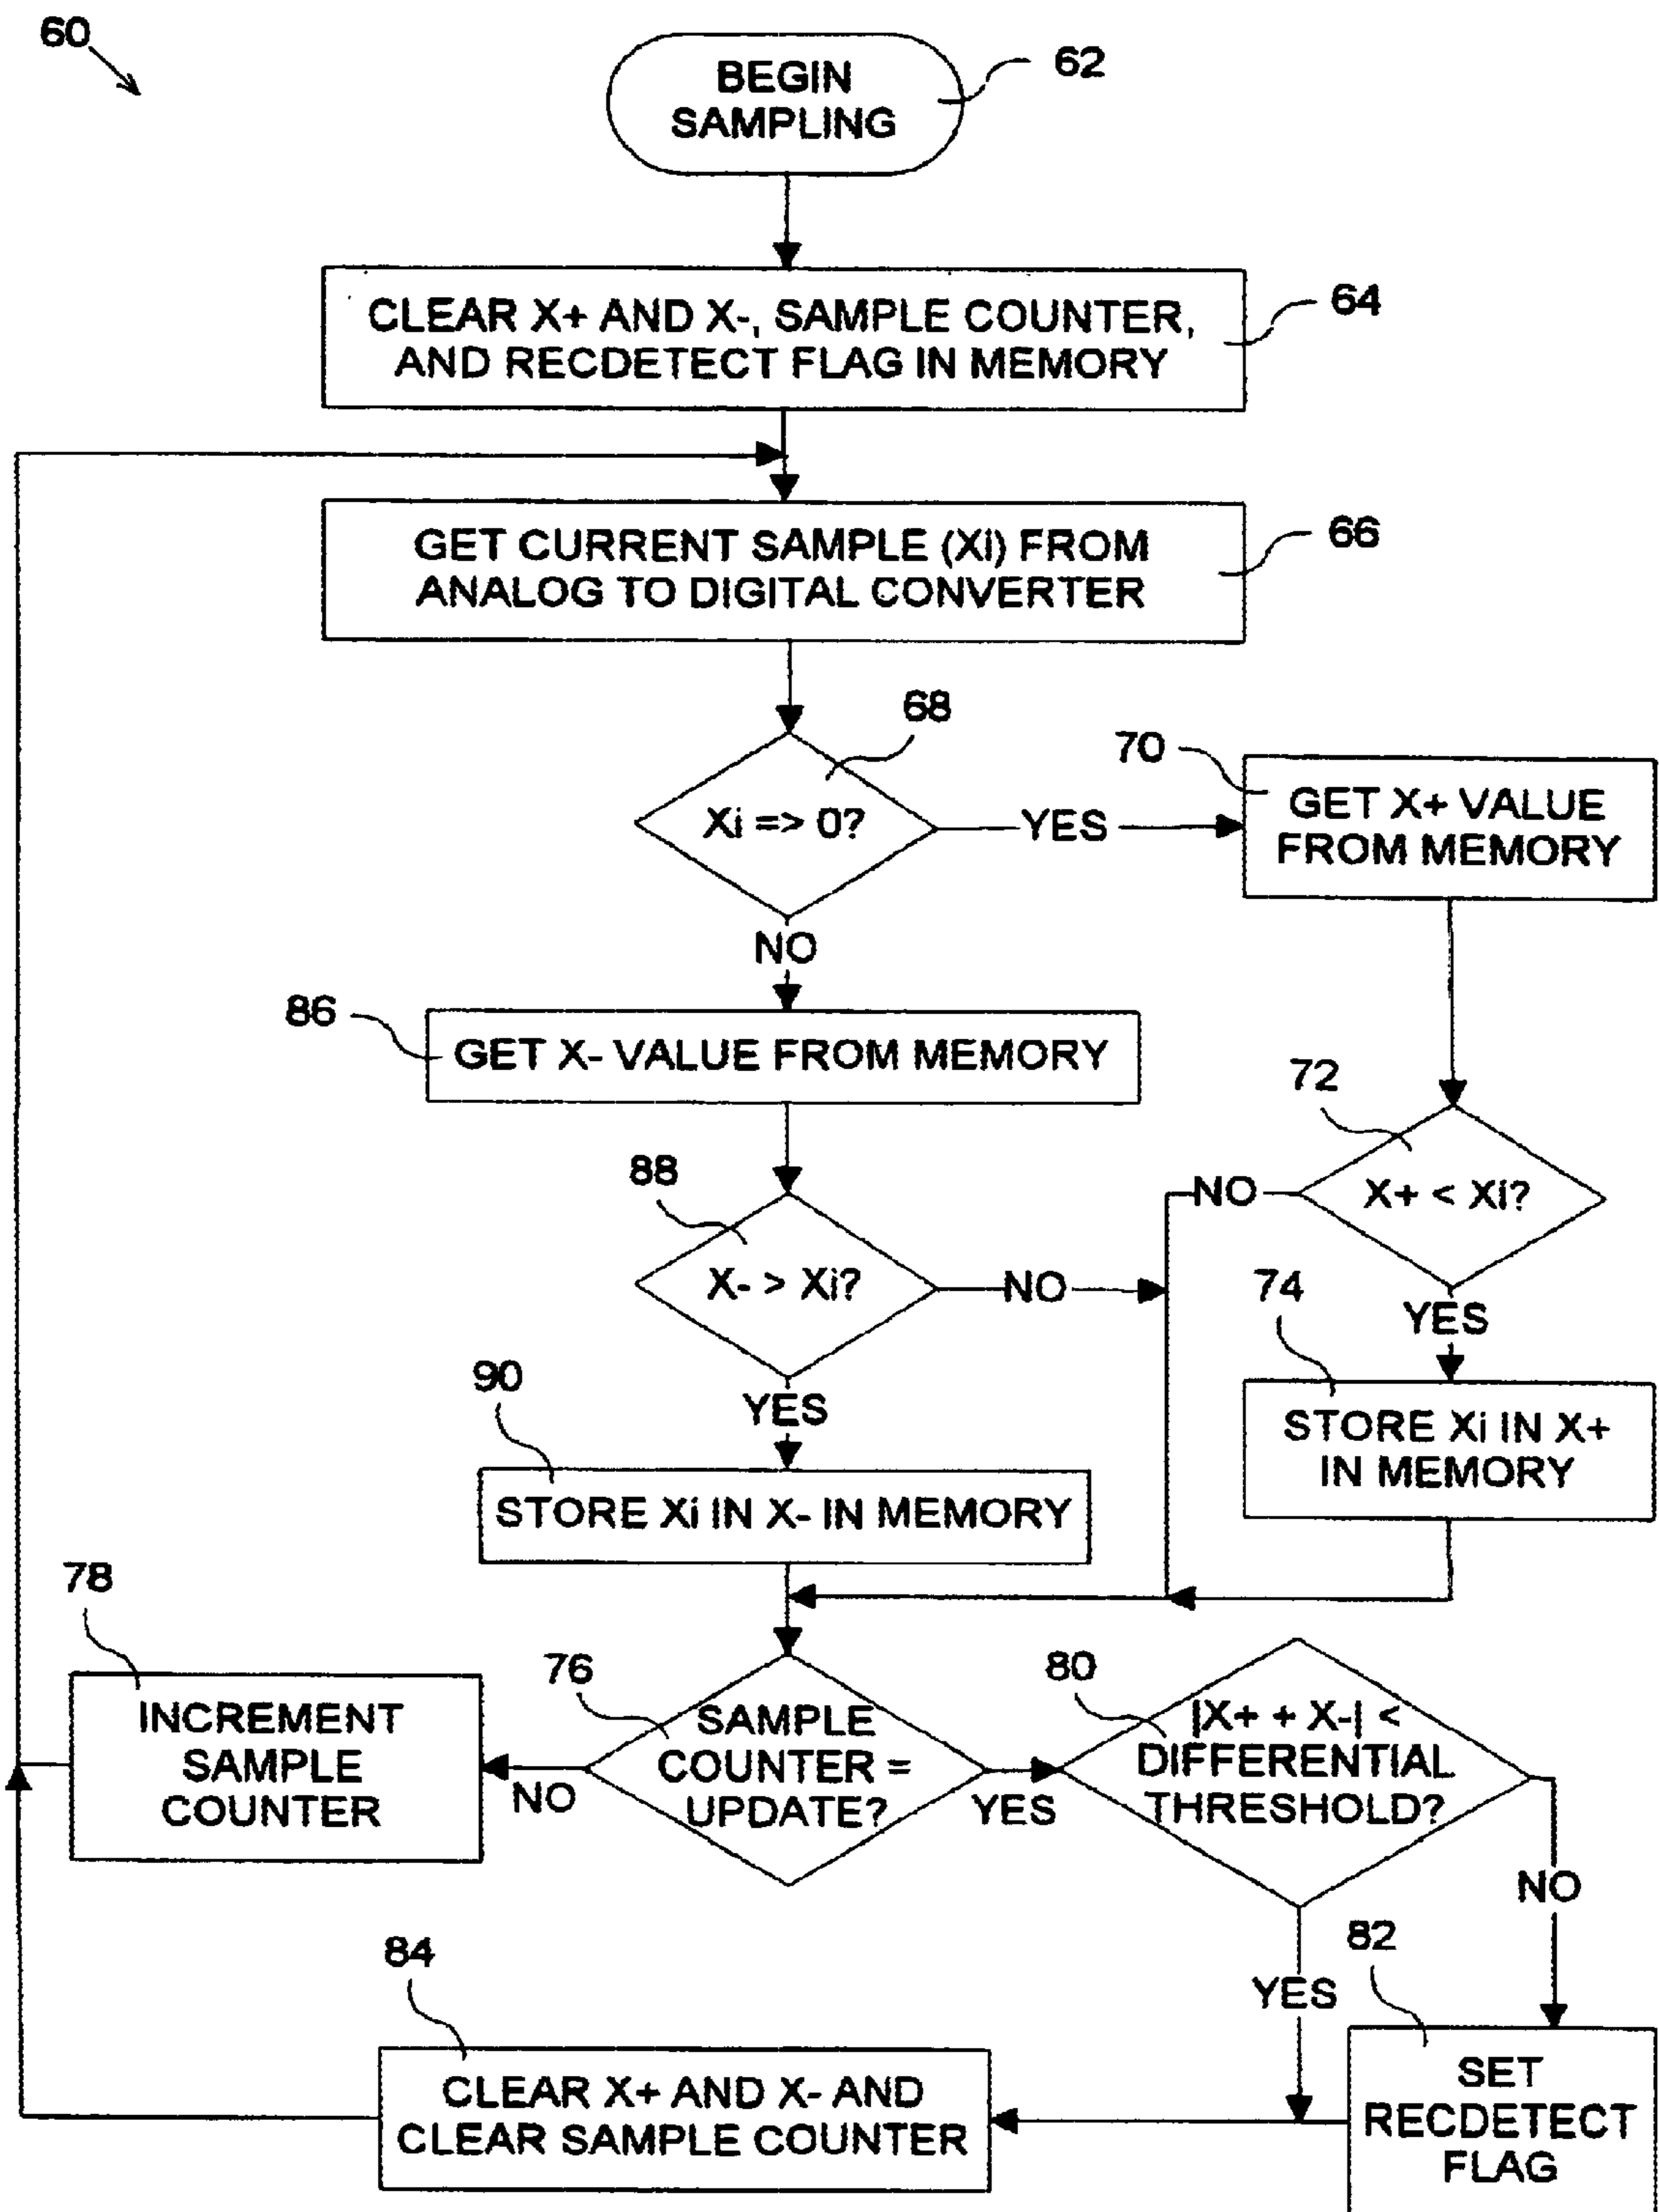 60
BEGIN
SAMPLING
62
CLEAR X+ AND X-, SAMPLE COUNTER,
AND RECDETECT FLAG IN MEMORY
64
GET CURRENT SAMPLE (Xi) FROM
ANALOG TO DIGITAL CONVERTER
66
68
Xi => 0?
YES
70
GET X+ VALUE
FROM MEMORY
NO
86
GET X- VALUE FROM MEMORY
72
X+ < Xi?
NO
88
X- > Xi?
NO
YES
74
STORE Xi IN X+
IN MEMORY
YES
90
STORE Xi IN X- IN MEMORY
78
INCREMENT
SAMPLE
COUNTER
76
SAMPLE
COUNTER =
UPDATE?
NO
YES
80
|X+ + X-| <
DIFFERENTIAL
THRESHOLD?
NO
YES
82
SET
RECDETECT
FLAG
84
CLEAR X+ AND X- AND
CLEAR SAMPLE COUNTER